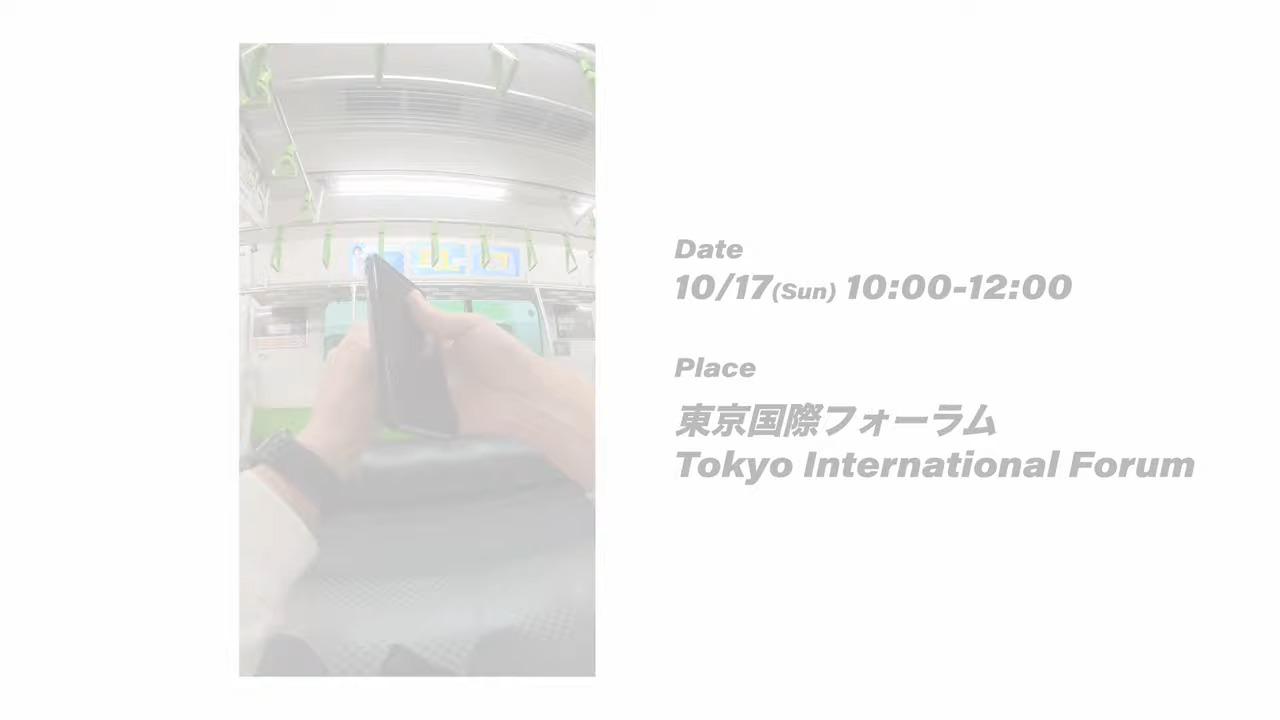 Date
10/17(Sun) 10:00-12:00
Place
東京国際フォーラム
Tokyo International Forum